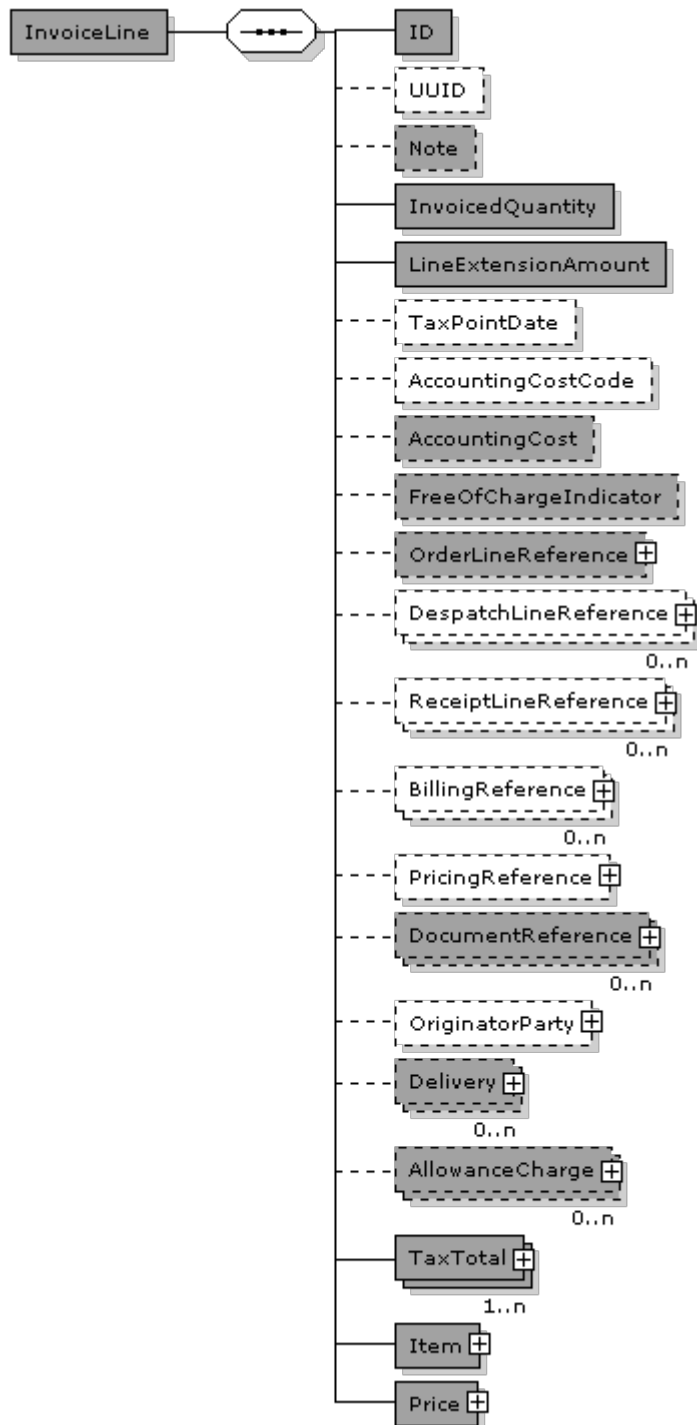 InvoiceLine
ID
UUID
Note
InvoicedQuantity
LineExtensionAmount
TaxPointDate
AccountingCostCode
AccountingCost
FreeOfChargeIndicator
OrderLineReference
DespatchLineReference
0..n
ReceiptLineReference
0..n
BillingReference
0..n
PricingReference
DocumentReference
0..n
OriginatorParty
Delivery
0..n
AllowanceCharge
0..n
TaxTotal
1..n
Item
Price